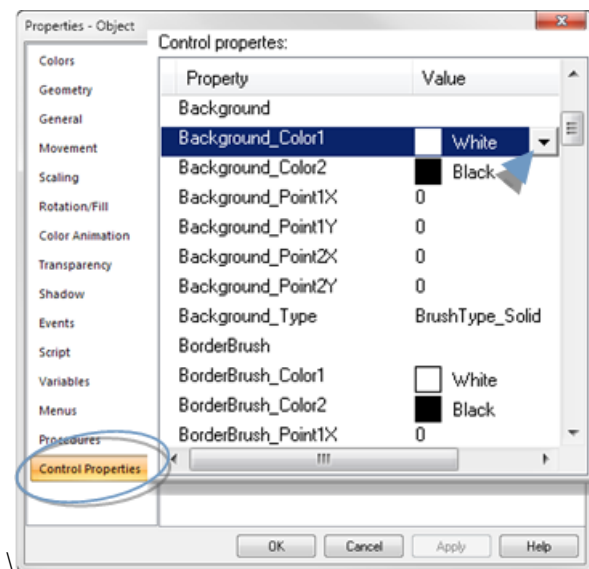 Properties - Object
Control propertes:
Colors
Geometry
General
Movement
Scaling
Rotation/Fill
Color Animation
Transparency
Shadow
Events
Script
Variables
Menus
Procedures
Control Properties
Property Value
Background
Background_Color1 White
Background_Color2 Black
Background_Point1X 0
Background_Point1Y 0
Background_Point2X 0
Background_Point2Y 0
Background_Type BrushType_Solid
BorderBrush
BorderBrush_Color1 White
BorderBrush_Color2 Black
BorderBrush_Point1X 0
OK Cancel Apply Help
\